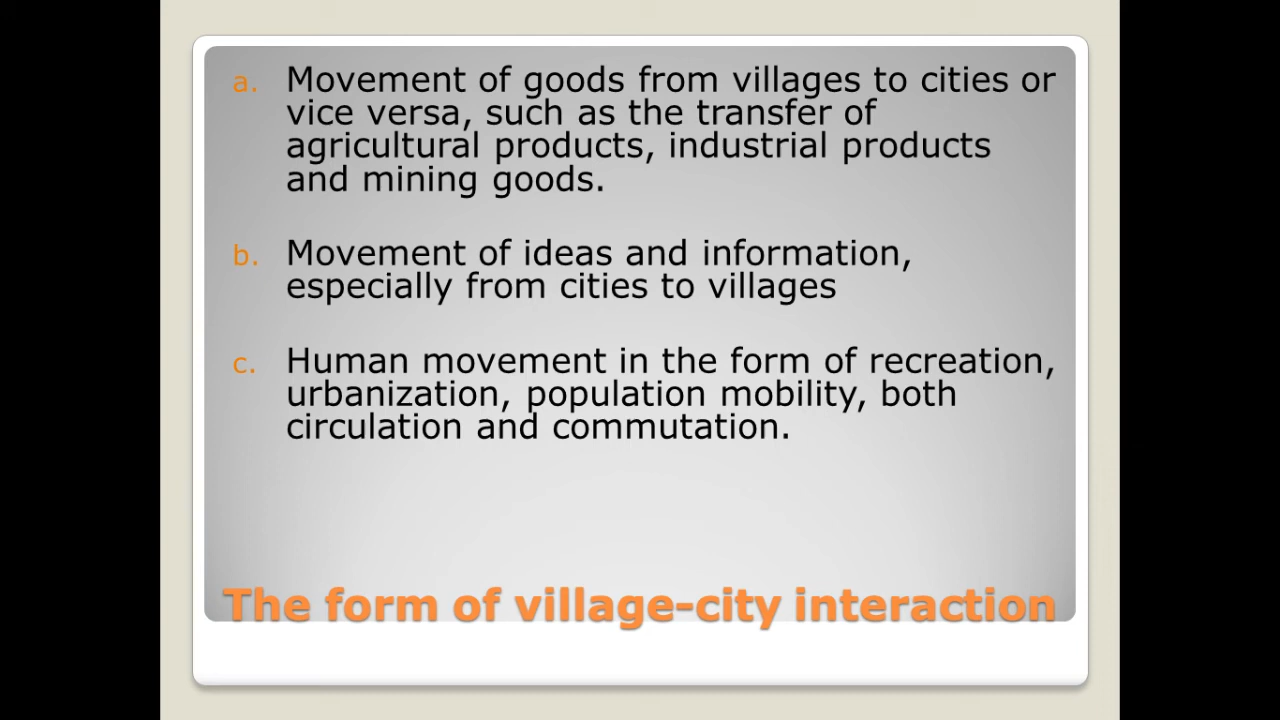 a. Movement of goods from villages to cities or
vice versa, such as the transfer of
agricultural products, industrial products
and mining goods.
b. Movement of ideas and information,
especially from cities to villages
c. Human movement in the form of recreation,
urbanization, population mobility, both
circulation and commutation.
The form of village-city interaction